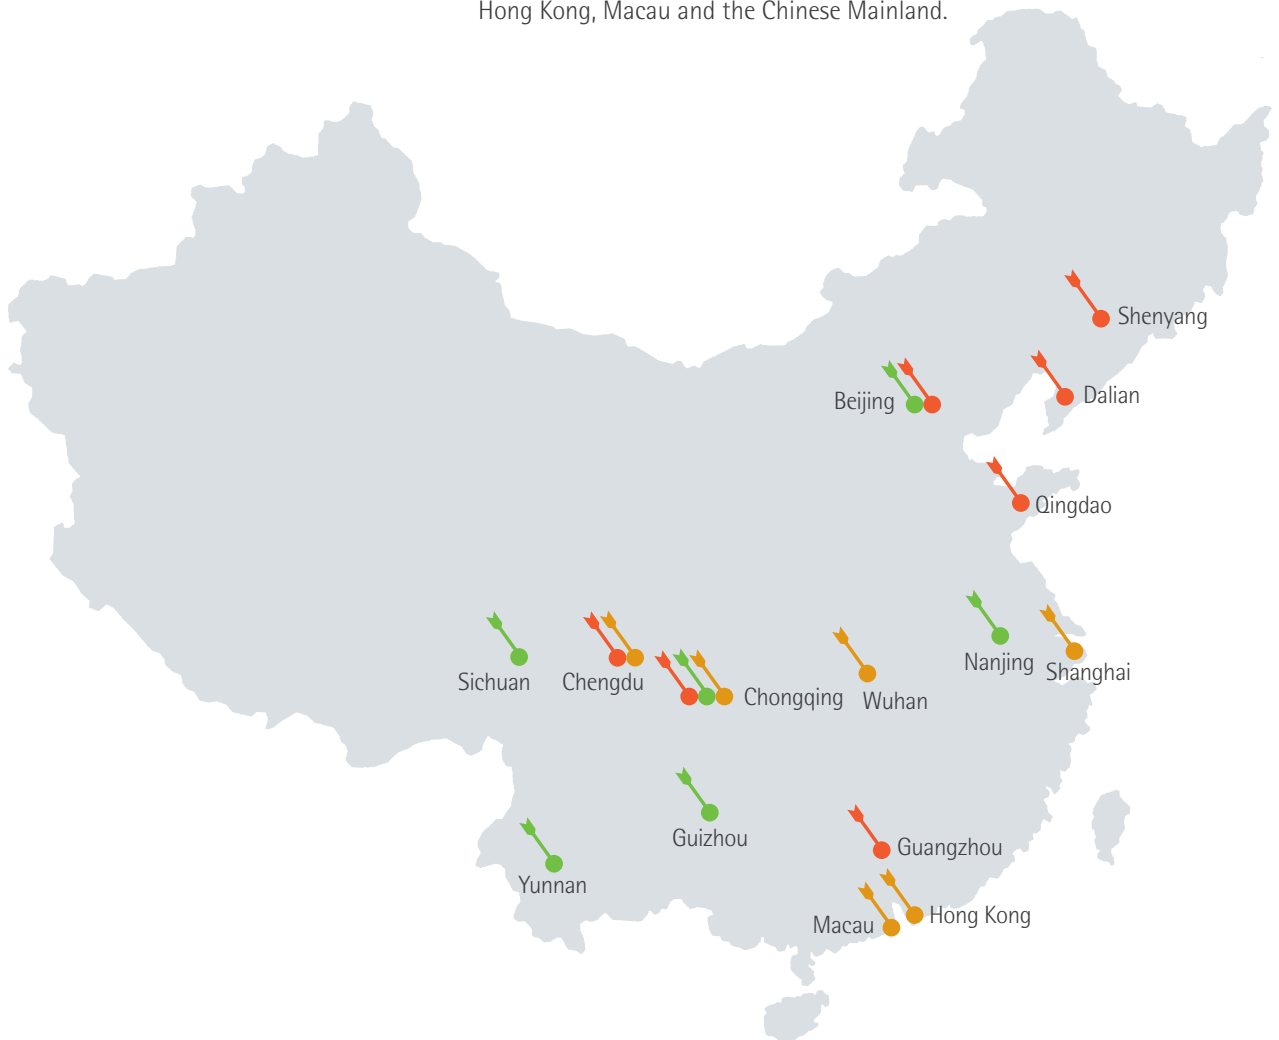 Hong Kong, Macau and the Chinese Mainland.
Shenyang
Dalian
Beijing
Qingdao
Nanjing
Shanghai
Sichuan
Chengdu
Chongqing
Wuhan
Guizhou
Guangzhou
Yunnan
Hong Kong
Macau